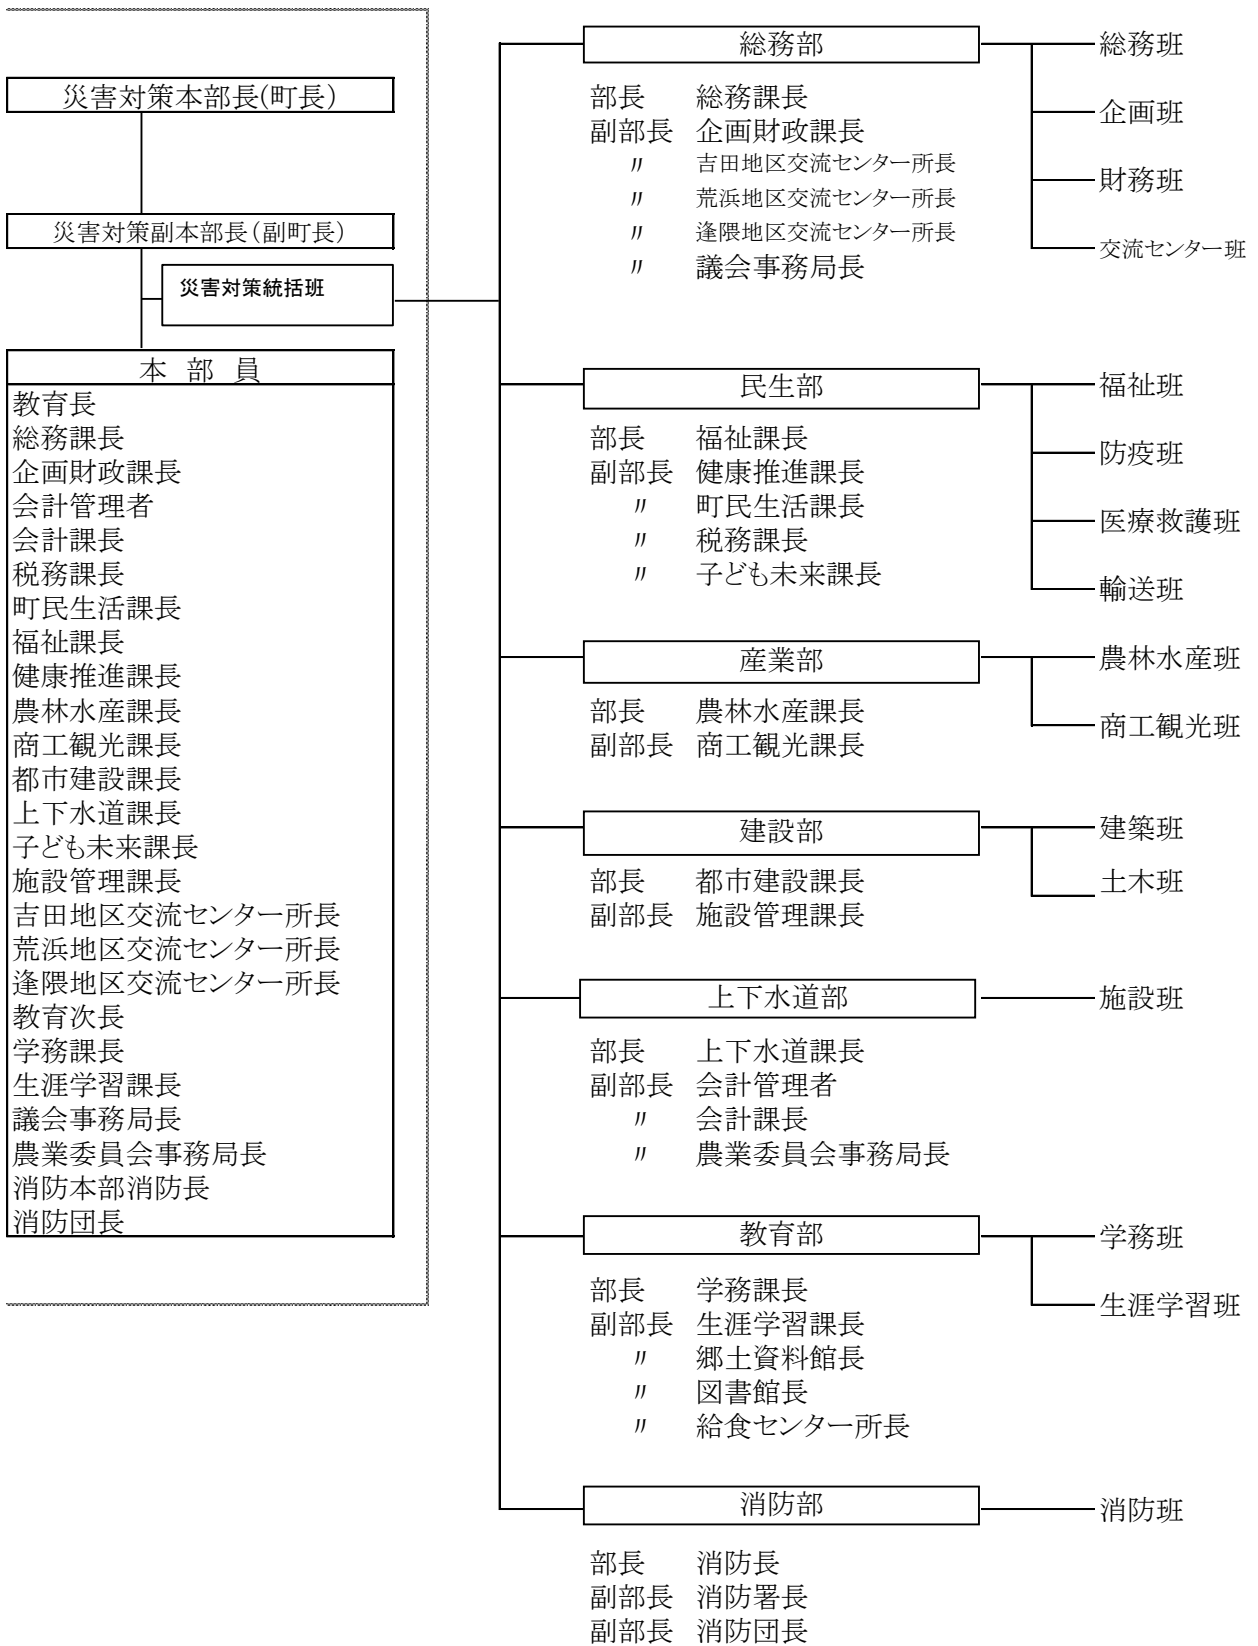 災害対策本部長(町長)
災害対策副本部長(副町長)
災害対策統括班
本 部 員
教育長
総務課長
企画財政課長
会計管理者
会計課長
税務課長
町民生活課長
福祉課長
健康推進課長
農林水産課長
商工観光課長
都市建設課長
上下水道課長
子ども未来課長
施設管理課長
吉田地区交流センター所長
荒浜地区交流センター所長
逢隈地区交流センター所長
教育次長
学務課長
生涯学習課長
議会事務局長
農業委員会事務局長
消防本部消防長
消防団長
総務部
部長 総務課長
副部長 企画財政課長
〃 吉田地区交流センター所長
〃 荒浜地区交流センター所長
〃 逢隈地区交流センター所長
〃 議会事務局長
総務班
企画班
財務班
交流センター班
民生部
部長 福祉課長
副部長 健康推進課長
〃 町民生活課長
〃 税務課長
〃 子ども未来課長
福祉班
防疫班
医療救護班
輸送班
産業部
部長 農林水産課長
副部長 商工観光課長
農林水産班
商工観光班
建設部
部長 都市建設課長
副部長 施設管理課長
建築班
土木班
上下水道部
部長 上下水道課長
副部長 会計管理者
〃 会計課長
〃 農業委員会事務局長
施設班
教育部
部長 学務課長
副部長 生涯学習課長
〃 郷土資料館長
〃 図書館長
〃 給食センター所長
学務班
生涯学習班
消防部
部長 消防長
副部長 消防署長
副部長 消防団長
消防班